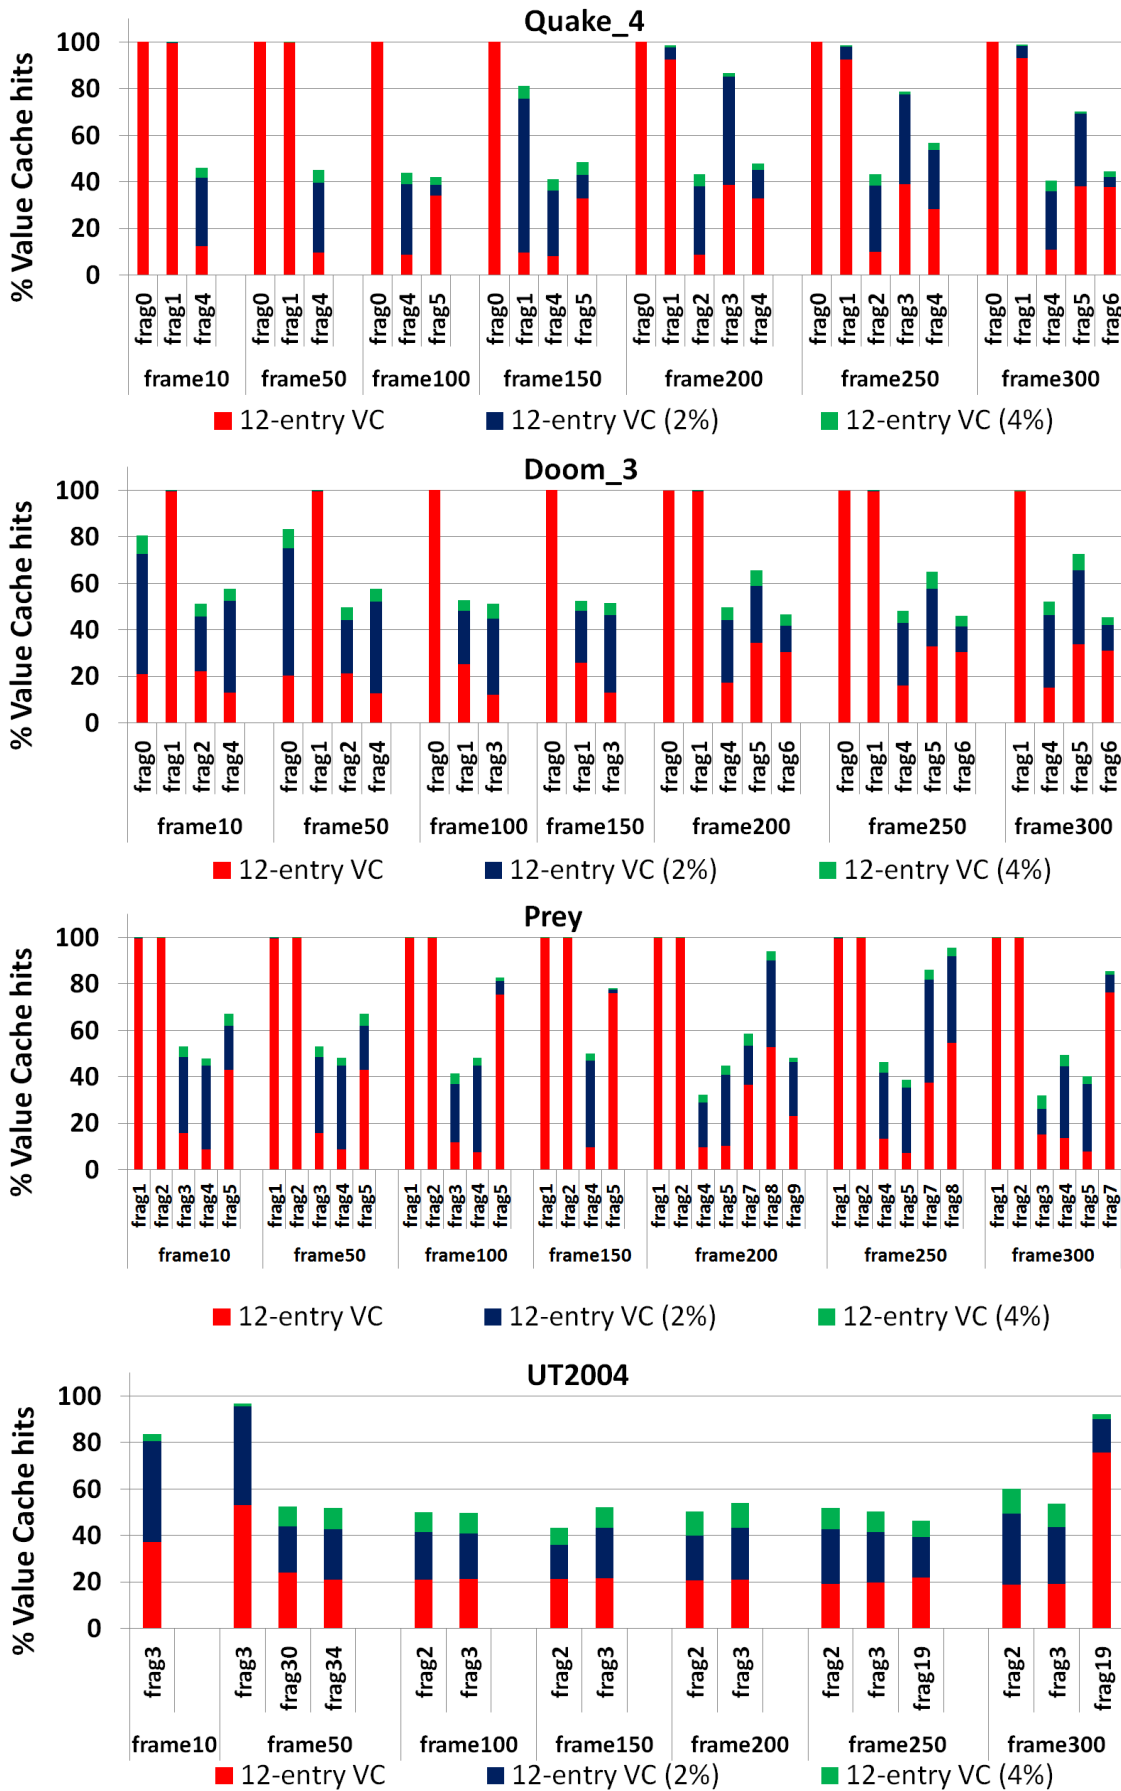 Quake_4
% Value Cache hits
100
80
60
40
20
0
frag0 frag1 frag4 frag0 frag1 frag4 frag0 frag4 frag5 frag0 frag1 frag4 frag5 frag0 frag1 frag2 frag3 frag4 frag0 frag1 frag2 frag3 frag4 frag0 frag1 frag4 frag5 frag6
frame10 frame50 frame100 frame150 frame200 frame250 frame300
12-entry VC 12-entry VC (2%) 12-entry VC (4%)
Doom_3
% Value Cache hits
100
80
60
40
20
0
frag0 frag1 frag2 frag4 frag0 frag1 frag2 frag4 frag0 frag1 frag3 frag0 frag1 frag3 frag0 frag1 frag4 frag5 frag6 frag0 frag1 frag4 frag5 frag6 frag1 frag4 frag5 frag6
frame10 frame50 frame100 frame150 frame200 frame250 frame300
12-entry VC 12-entry VC (2%) 12-entry VC (4%)
Prey
% Value Cache hits
100
80
60
40
20
0
frag1 frag2 frag3 frag4 frag5 frag1 frag2 frag3 frag4 frag5 frag1 frag2 frag3 frag4 frag5 frag1 frag2 frag4 frag5 frag1 frag2 frag4 frag5 frag7 frag8 frag9 frag1 frag2 frag4 frag5 frag7 frag8 frag1 frag2 frag3 frag4 frag5 frag7
frame10 frame50 frame100 frame150 frame200 frame250 frame300
12-entry VC 12-entry VC (2%) 12-entry VC (4%)
UT2004
% Value Cache hits
100
80
60
40
20
0
frag3 frag3 frag30 frag34 frag2 frag3 frag2 frag3 frag2 frag3 frag2 frag3 frag19 frag2 frag3 frag19
frame10 frame50 frame100 frame150 frame200 frame250 frame300
12-entry VC 12-entry VC (2%) 12-entry VC (4%)